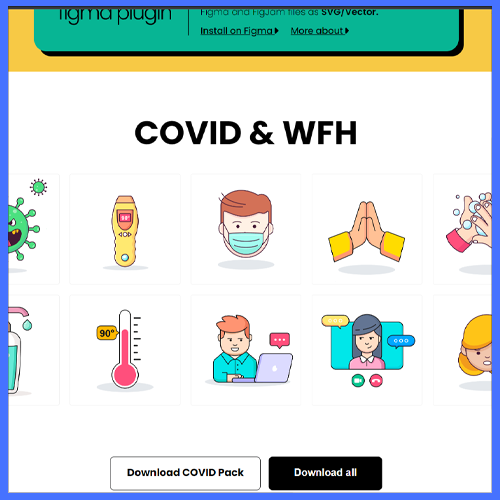 figma plugin
Figma and FigJam files as SVG/Vector.
Install on Figma
More about
COVID & WFH
90°
Download COVID Pack
Download all